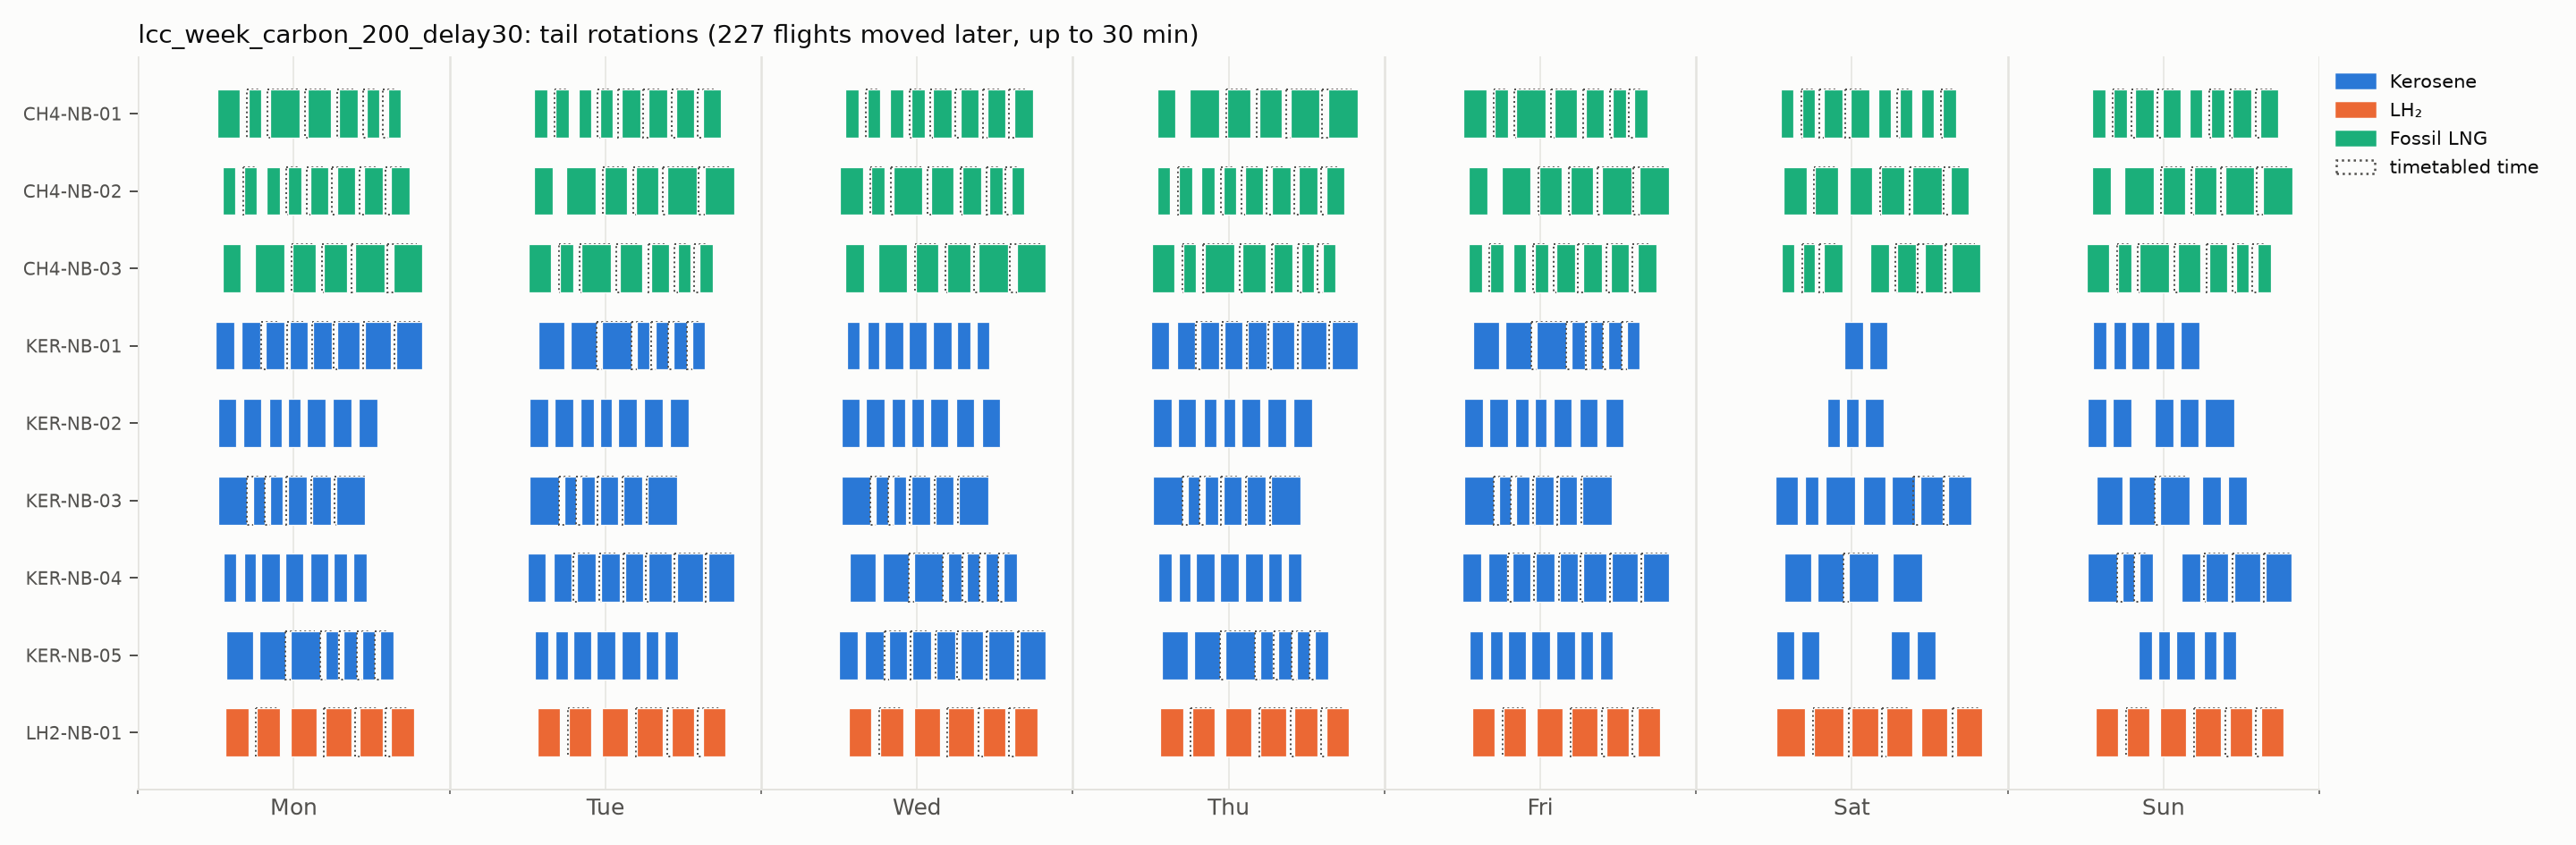 lcc_week_carbon_200_delay30: tail rotations (227 flights moved later, up to 30 min)
Kerosene
LH₂
Fossil LNG
timetabled time
CH4-NB-01
CH4-NB-02
CH4-NB-03
KER-NB-01
KER-NB-02
KER-NB-03
KER-NB-04
KER-NB-05
LH2-NB-01
Mon Tue Wed Thu Fri Sat Sun